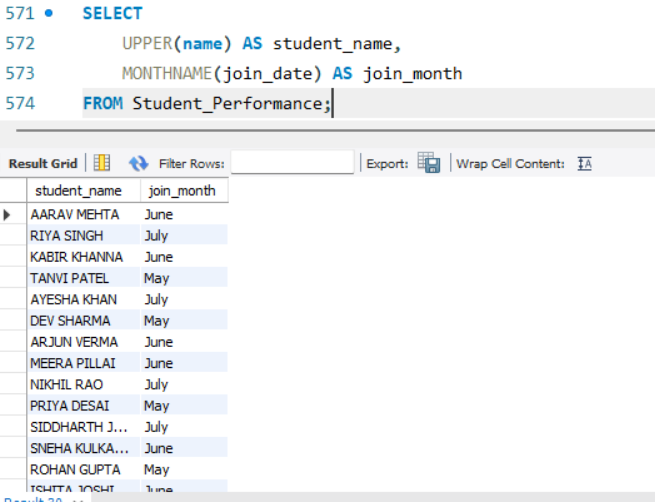 571 SELECT
572 UPPER(name) AS student_name,
573 MONTHNAME(join_date) AS join_month
574 FROM Student_Performance;
Result Grid Filter Rows: Export: Wrap Cell Content: IA
student_name join_month
AARAV MEHTA June
RIYA SINGH July
KABIR KHANNA June
TANVI PATEL May
AYESHA KHAN July
DEV SHARMA May
ARJUN VERMA June
MEERA PILLAI June
NIKHIL RAO July
PRIYA DESAI May
SIDDHARTH J... July
SNEHA KULKA... June
ROHAN GUPTA May
ISHITA JOSHI June